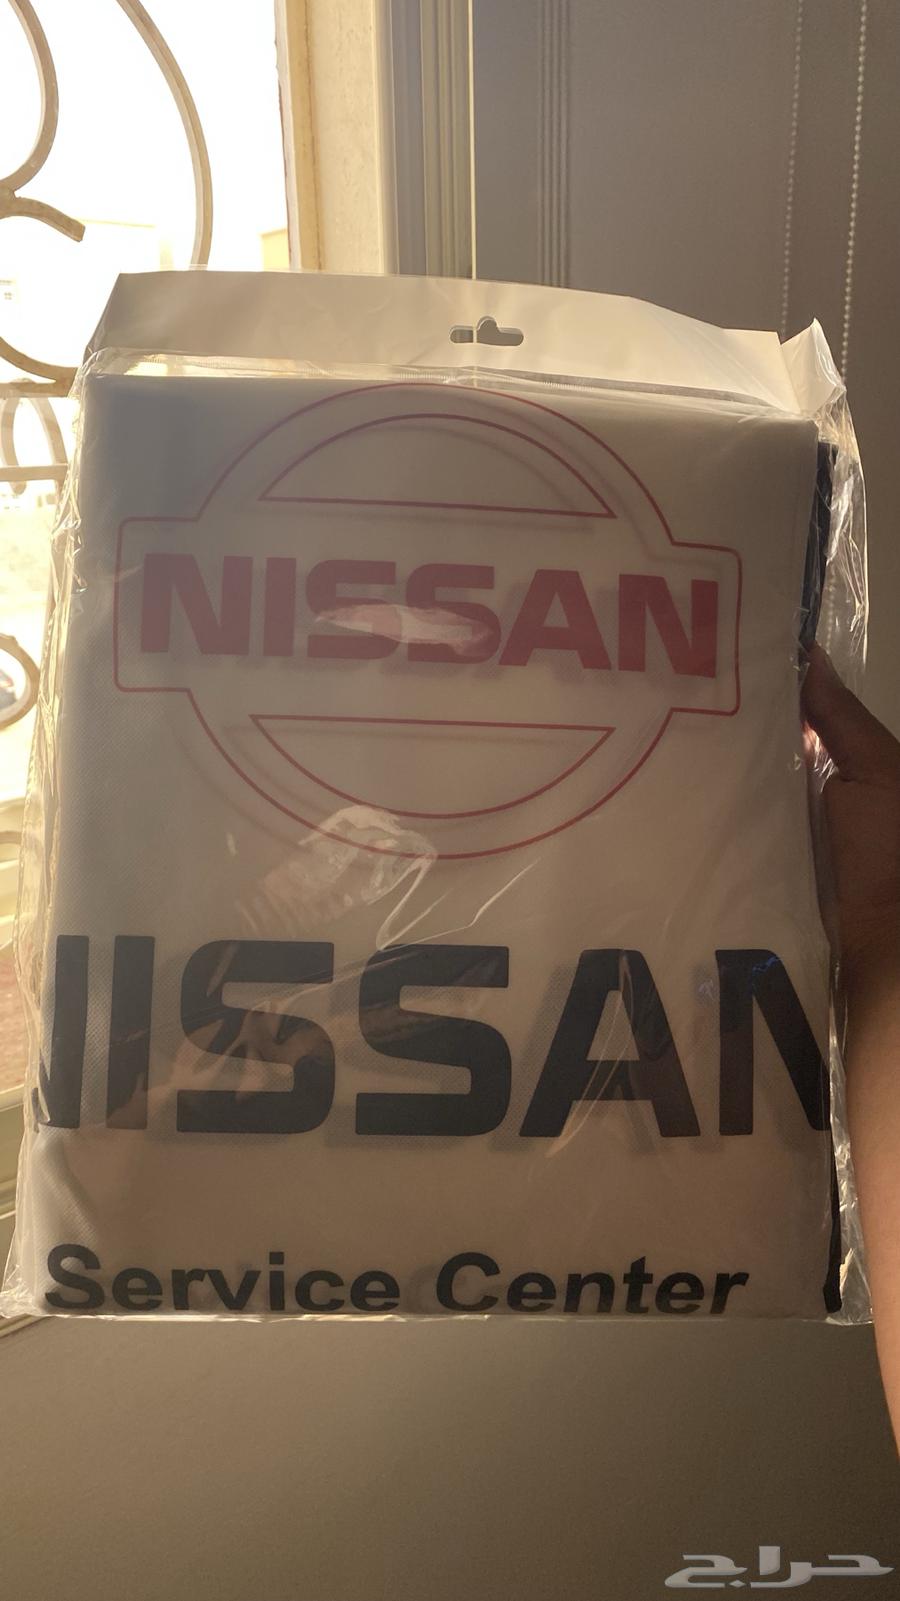 NISSAN
NISSAN
Service Center
حراج